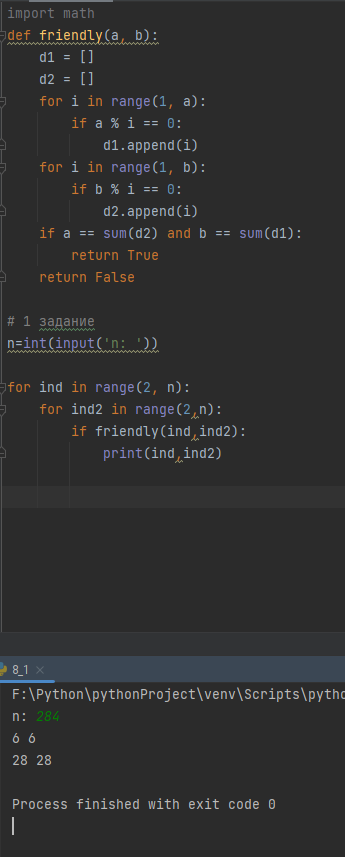 import math
def friendly(a, b):
    d1 = []
    d2 = []
    for i in range(1, a):
        if a % i == 0:
            d1.append(i)
    for i in range(1, b):
        if b % i == 0:
            d2.append(i)
    if a == sum(d2) and b == sum(d1):
        return True
    return False

# 1 задание
n=int(input('n: '))

for ind in range(2, n):
    for ind2 in range(2,n):
        if friendly(ind,ind2):
            print(ind,ind2)

8_1 ×
F:\Python\pythonProject\venv\Scripts\pytho
n: 284
6 6
28 28

Process finished with exit code 0